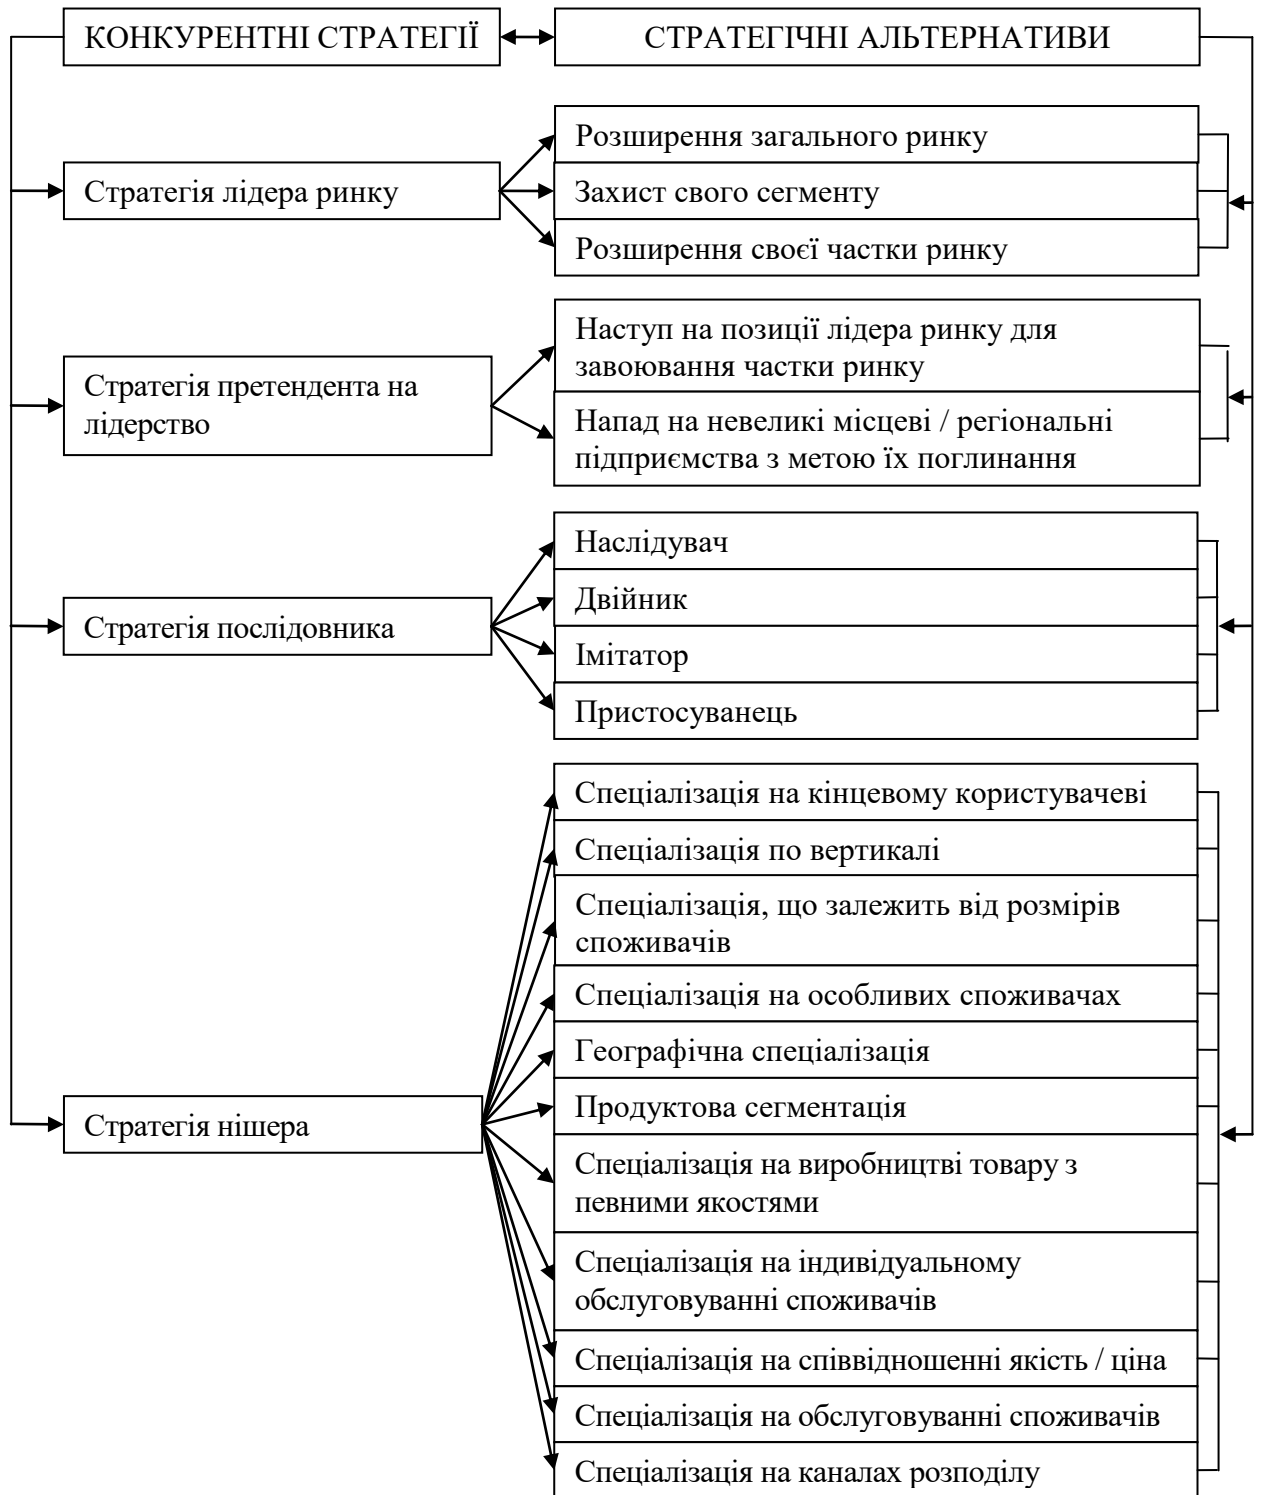 КОНКУРЕНТНІ СТРАТЕГІЇ
СТРАТЕГІЧНІ АЛЬТЕРНАТИВИ
Стратегія лідера ринку
Розширення загального ринку
Захист свого сегменту
Розширення своєї частки ринку
Стратегія претендента на
лідерство
Наступ на позиції лідера ринку для
завоювання частки ринку
Напад на невеликі місцеві / регіональні
підприємства з метою їх поглинання
Стратегія послідовника
Наслідувач
Двійник
Імітатор
Пристосуванець
Стратегія нішера
Спеціалізація на кінцевому користувачеві
Спеціалізація по вертикалі
Спеціалізація, що залежить від розмірів
споживачів
Спеціалізація на особливих споживачах
Географічна спеціалізація
Продуктова сегментація
Спеціалізація на виробництві товару з
певними якостями
Спеціалізація на індивідуальному
обслуговуванні споживачів
Спеціалізація на співвідношенні якість / ціна
Спеціалізація на обслуговуванні споживачів
Спеціалізація на каналах розподілу